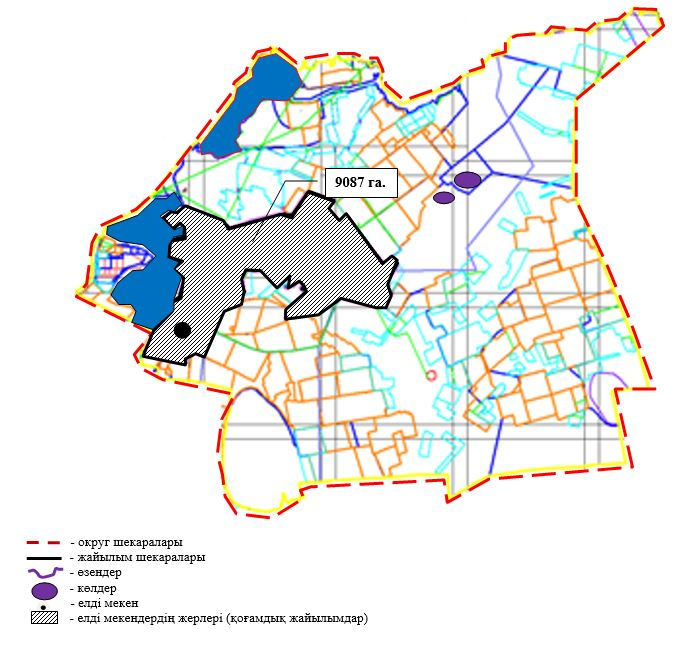 9087 га.
- округ шекаралары
- жайылым шекаралары
- өзендер
- көлдер
- елді мекен
- елді мекендердің жерлері (қоғамдық жайылымдар)